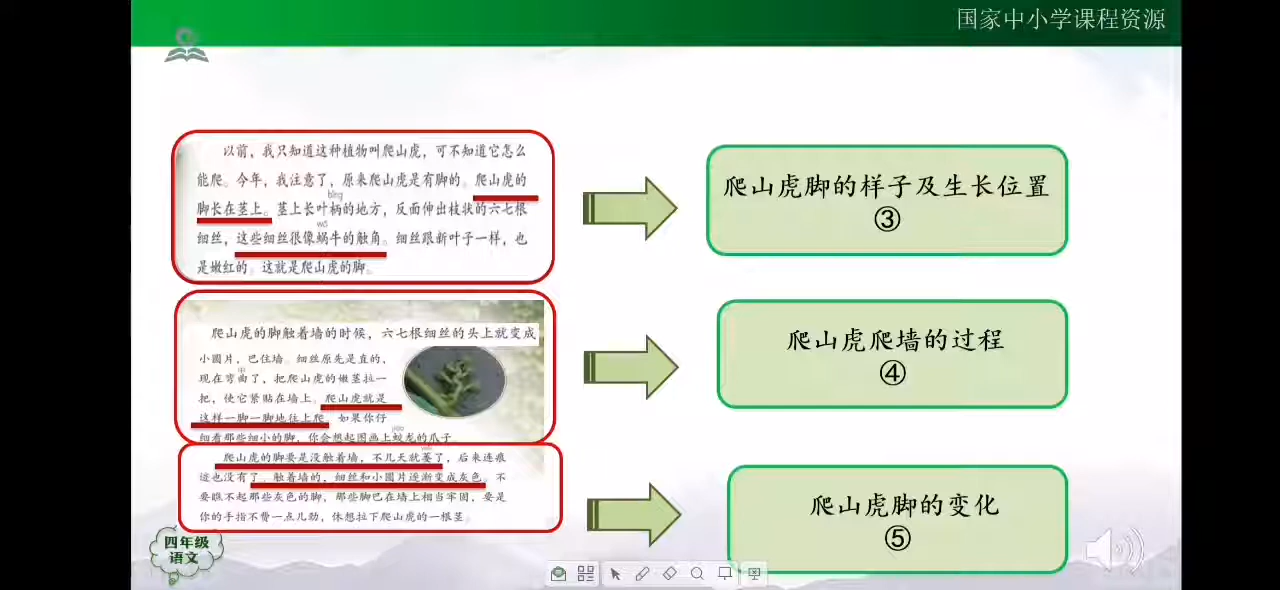 国家中小学课程资源
以前，我只知道这种植物叫爬山虎，可不知道它怎么
能爬。今年，我注意了，原来爬山虎是有脚的。爬山虎的
bǐng
脚长在茎上。茎上长叶柄的地方，反面伸出枝状的六七根
wō
细丝，这些细丝很像蜗牛的触角。细丝跟新叶子一样，也
是嫩红的。这就是爬山虎的脚。
爬山虎脚的样子及生长位置
③
爬山虎的脚触着墙的时候，六七根细丝的头上就变成
小圆片，巴住墙。细丝原先是直的，
现在弯曲了，把爬山虎的嫩茎拉一
把，使它紧贴在墙上。爬山虎就是
这样一脚一脚地往上爬。如果你仔
细看那些细小的脚，你会想起图画上蛟龙的爪子。
爬山虎爬墙的过程
④
爬山虎的脚要是没触着墙，不几天就萎了，后来连痕
迹也没有了。触着墙的，细丝和小圆片逐渐变成灰色。不
要瞧不起那些灰色的脚，那些脚巴在墙上相当牢固，要是
你的手指不费一点儿劲，休想拉下爬山虎的一根茎。
爬山虎脚的变化
⑤
四年级
语文